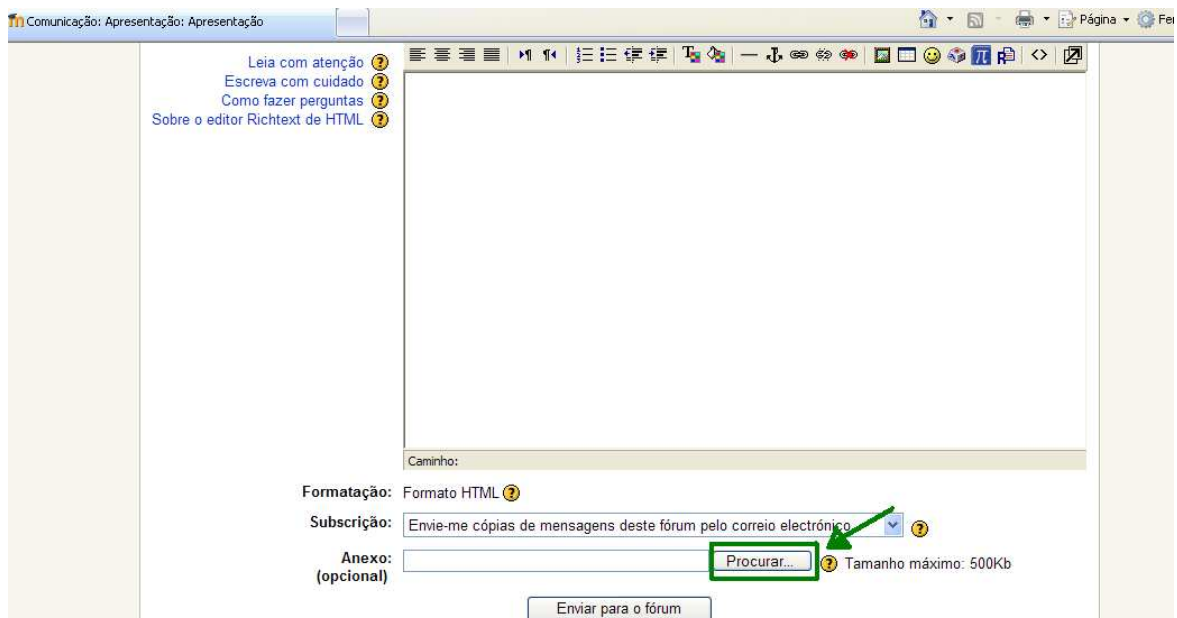 Comunicação: Apresentação: Apresentação
Página
Leia com atenção
Escreva com cuidado
Como fazer perguntas
Sobre o editor Richtext de HTML
Caminho:
Formatação: Formato HTML
Subscrição: Envie-me cópias de mensagens deste fórum pelo correio electrónico
Anexo: Procurar... Tamanho máximo: 500Kb
(opcional)
Enviar para o fórum